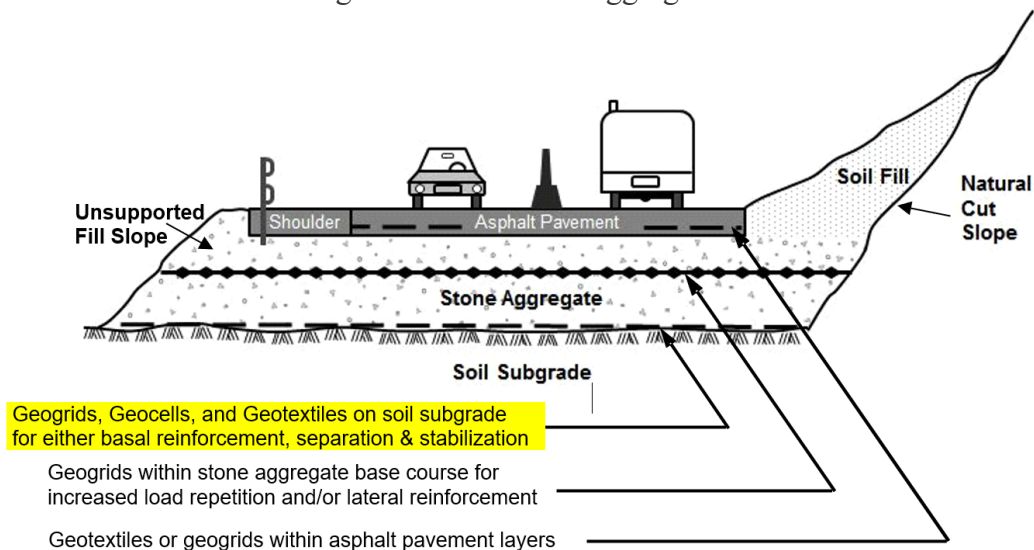 Unsupported
Fill Slope
Shoulder
Asphalt Pavement
Soil Fill
Natural
Cut
Slope
Stone Aggregate
Soil Subgrade
Geogrids, Geocells, and Geotextiles on soil subgrade
for either basal reinforcement, separation & stabilization
Geogrids within stone aggregate base course for
increased load repetition and/or lateral reinforcement
Geotextiles or geogrids within asphalt pavement layers